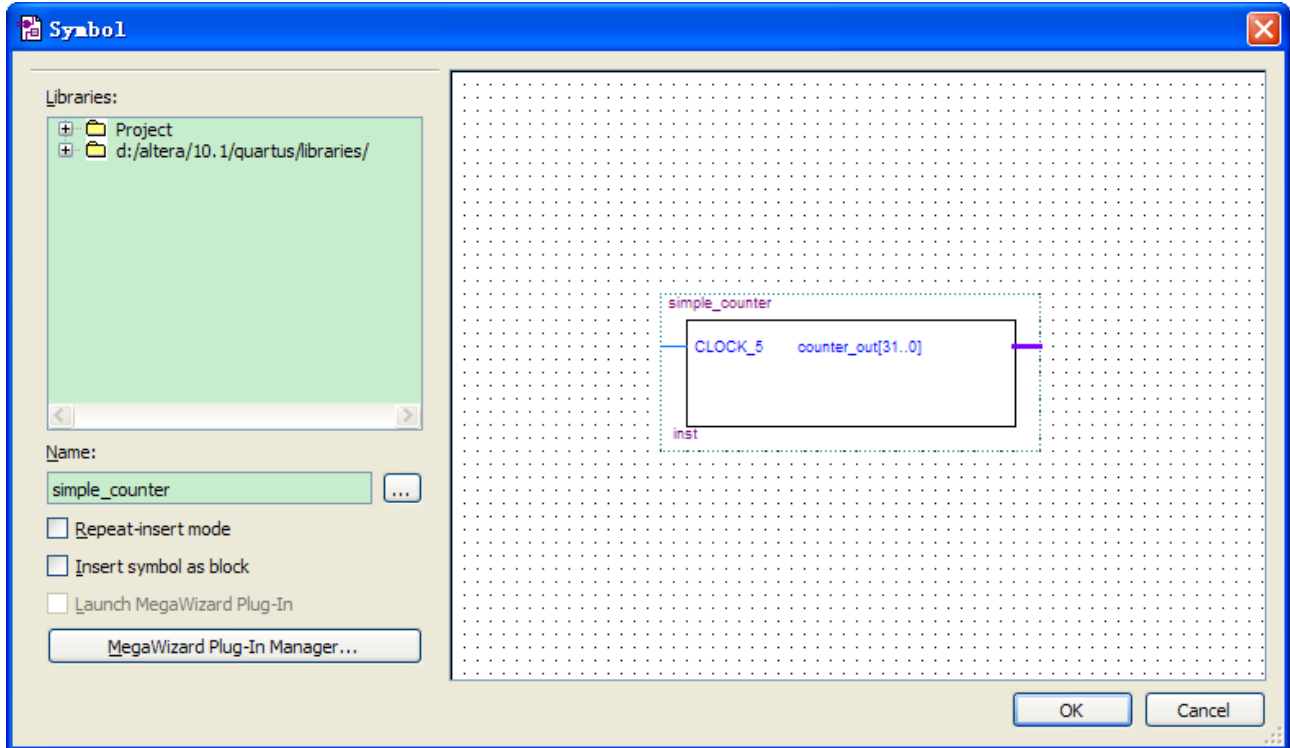 Symbol
Libraries:
Project
d:/altera/10.1/quartus/libraries/
Name:
simple_counter
...
Repeat-insert mode
Insert symbol as block
Launch MegaWizard Plug-In
MegaWizard Plug-In Manager...
simple_counter
CLOCK_5 counter_out[31..0]
inst
OK Cancel